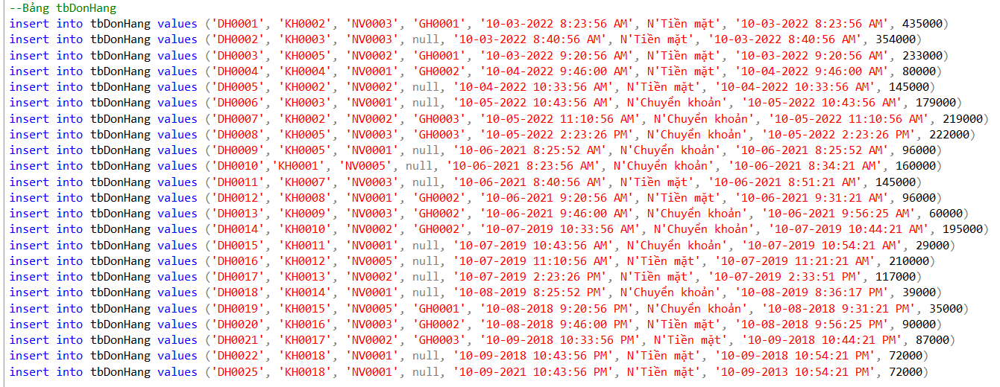 --Bảng tbDonHang
insert into tbDonHang values ('DH0001', 'KH0002', 'NV0003', 'GH0001', '10-03-2022 8:23:56 AM', N'Tiền mặt', '10-03-2022 8:23:56 AM', 435000)
insert into tbDonHang values ('DH0002', 'KH0003', 'NV0003', null, '10-03-2022 8:40:56 AM', N'Tiền mặt', '10-03-2022 8:40:56 AM', 354000)
insert into tbDonHang values ('DH0003', 'KH0005', 'NV0002', 'GH0001', '10-03-2022 9:20:56 AM', N'Tiền mặt', '10-03-2022 9:20:56 AM', 233000)
insert into tbDonHang values ('DH0004', 'KH0004', 'NV0001', 'GH0002', '10-04-2022 9:46:00 AM', N'Tiền mặt', '10-04-2022 9:46:00 AM', 80000)
insert into tbDonHang values ('DH0005', 'KH0002', 'NV0002', null, '10-04-2022 10:33:56 AM', N'Tiền mặt', '10-04-2022 10:33:56 AM', 145000)
insert into tbDonHang values ('DH0006', 'KH0003', 'NV0001', null, '10-05-2022 10:43:56 AM', N'Chuyển khoản', '10-05-2022 10:43:56 AM', 179000)
insert into tbDonHang values ('DH0007', 'KH0002', 'NV0002', 'GH0003', '10-05-2022 11:10:56 AM', N'Chuyển khoản', '10-05-2022 11:10:56 AM', 219000)
insert into tbDonHang values ('DH0008', 'KH0005', 'NV0003', 'GH0003', '10-05-2022 2:23:26 PM', N'Chuyển khoản', '10-05-2022 2:23:26 PM', 222000)
insert into tbDonHang values ('DH0009', 'KH0005', 'NV0001', null, '10-06-2021 8:25:52 AM', N'Chuyển khoản', '10-06-2021 8:25:52 AM', 96000)
insert into tbDonHang values ('DH0010','KH0001', 'NV0005', null, '10-06-2021 8:23:56 AM', N'Chuyển khoản', '10-06-2021 8:34:21 AM', 160000)
insert into tbDonHang values ('DH0011', 'KH0007', 'NV0003', null, '10-06-2021 8:40:56 AM', N'Tiền mặt', '10-06-2021 8:51:21 AM', 145000)
insert into tbDonHang values ('DH0012', 'KH0008', 'NV0001', 'GH0002', '10-06-2021 9:20:56 AM', N'Tiền mặt', '10-06-2021 9:31:21 AM', 96000)
insert into tbDonHang values ('DH0013', 'KH0009', 'NV0003', 'GH0002', '10-06-2021 9:46:00 AM', N'Chuyển khoản', '10-06-2021 9:56:25 AM', 60000)
insert into tbDonHang values ('DH0014', 'KH0010', 'NV0002', 'GH0002', '10-07-2019 10:33:56 AM', N'Chuyển khoản', '10-07-2019 10:44:21 AM', 195000)
insert into tbDonHang values ('DH0015', 'KH0011', 'NV0001', null, '10-07-2019 10:43:56 AM', N'Chuyển khoản', '10-07-2019 10:54:21 AM', 29000)
insert into tbDonHang values ('DH0016', 'KH0012', 'NV0005', null, '10-07-2019 11:10:56 AM', N'Tiền mặt', '10-07-2019 11:21:21 AM', 210000)
insert into tbDonHang values ('DH0017', 'KH0013', 'NV0002', null, '10-07-2019 2:23:26 PM', N'Tiền mặt', '10-07-2019 2:33:51 PM', 117000)
insert into tbDonHang values ('DH0018', 'KH0014', 'NV0001', null, '10-08-2019 8:25:52 PM', N'Chuyển khoản', '10-08-2019 8:36:17 PM', 39000)
insert into tbDonHang values ('DH0019', 'KH0015', 'NV0005', 'GH0001', '10-08-2018 9:20:56 PM', N'Chuyển khoản', '10-08-2018 9:31:21 PM', 35000)
insert into tbDonHang values ('DH0020', 'KH0016', 'NV0003', 'GH0002', '10-08-2018 9:46:00 PM', N'Tiền mặt', '10-08-2018 9:56:25 PM', 90000)
insert into tbDonHang values ('DH0021', 'KH0017', 'NV0002', 'GH0003', '10-09-2018 10:33:56 PM', N'Tiền mặt', '10-09-2018 10:44:21 PM', 87000)
insert into tbDonHang values ('DH0022', 'KH0018', 'NV0001', null, '10-09-2018 10:43:56 PM', N'Tiền mặt', '10-09-2018 10:54:21 PM', 72000)
insert into tbDonHang values ('DH0025', 'KH0018', 'NV0001', null, '10-09-2021 10:43:56 PM', N'Tiền mặt', '10-09-2013 10:54:21 PM', 72000)